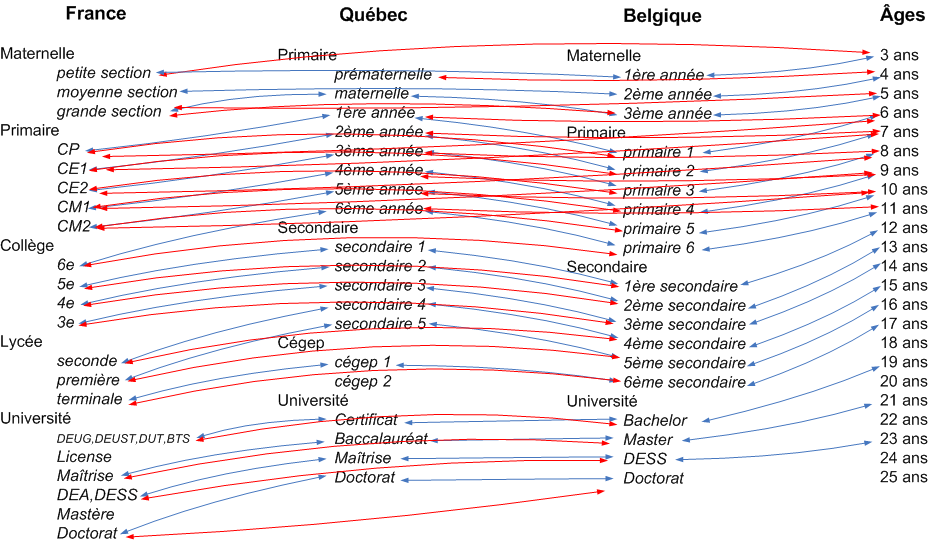 France Québec Belgique Âges
Maternelle Primaire Maternelle 3 ans
petite section prématernelle 1ère année 4 ans
moyenne section maternelle 2ème année 5 ans
grande section 1ère année 3ème année 6 ans
Primaire 2ème année Primaire 7 ans
CP 3ème année primaire 1 8 ans
CE1 4ème année primaire 2 9 ans
CE2 5ème année primaire 3 10 ans
CM1 6ème année primaire 4 11 ans
CM2 Secondaire primaire 5 12 ans
Collège secondaire 1 primaire 6 13 ans
6e secondaire 2 Secondaire 14 ans
5e secondaire 3 1ère secondaire 15 ans
4e secondaire 4 2ème secondaire 16 ans
3e secondaire 5 3ème secondaire 17 ans
Lycée Cégep 4ème secondaire 18 ans
seconde cégep 1 5ème secondaire 19 ans
première cégep 2 6ème secondaire 20 ans
terminale Université Université 21 ans
Université Certificat Bachelor 22 ans
DEUG,DEUST,DUT,BTS Baccalauréat Master 23 ans
License Maîtrise DESS 24 ans
Maîtrise Doctorat Doctorat 25 ans
DEA,DESS
Mastère
Doctorat